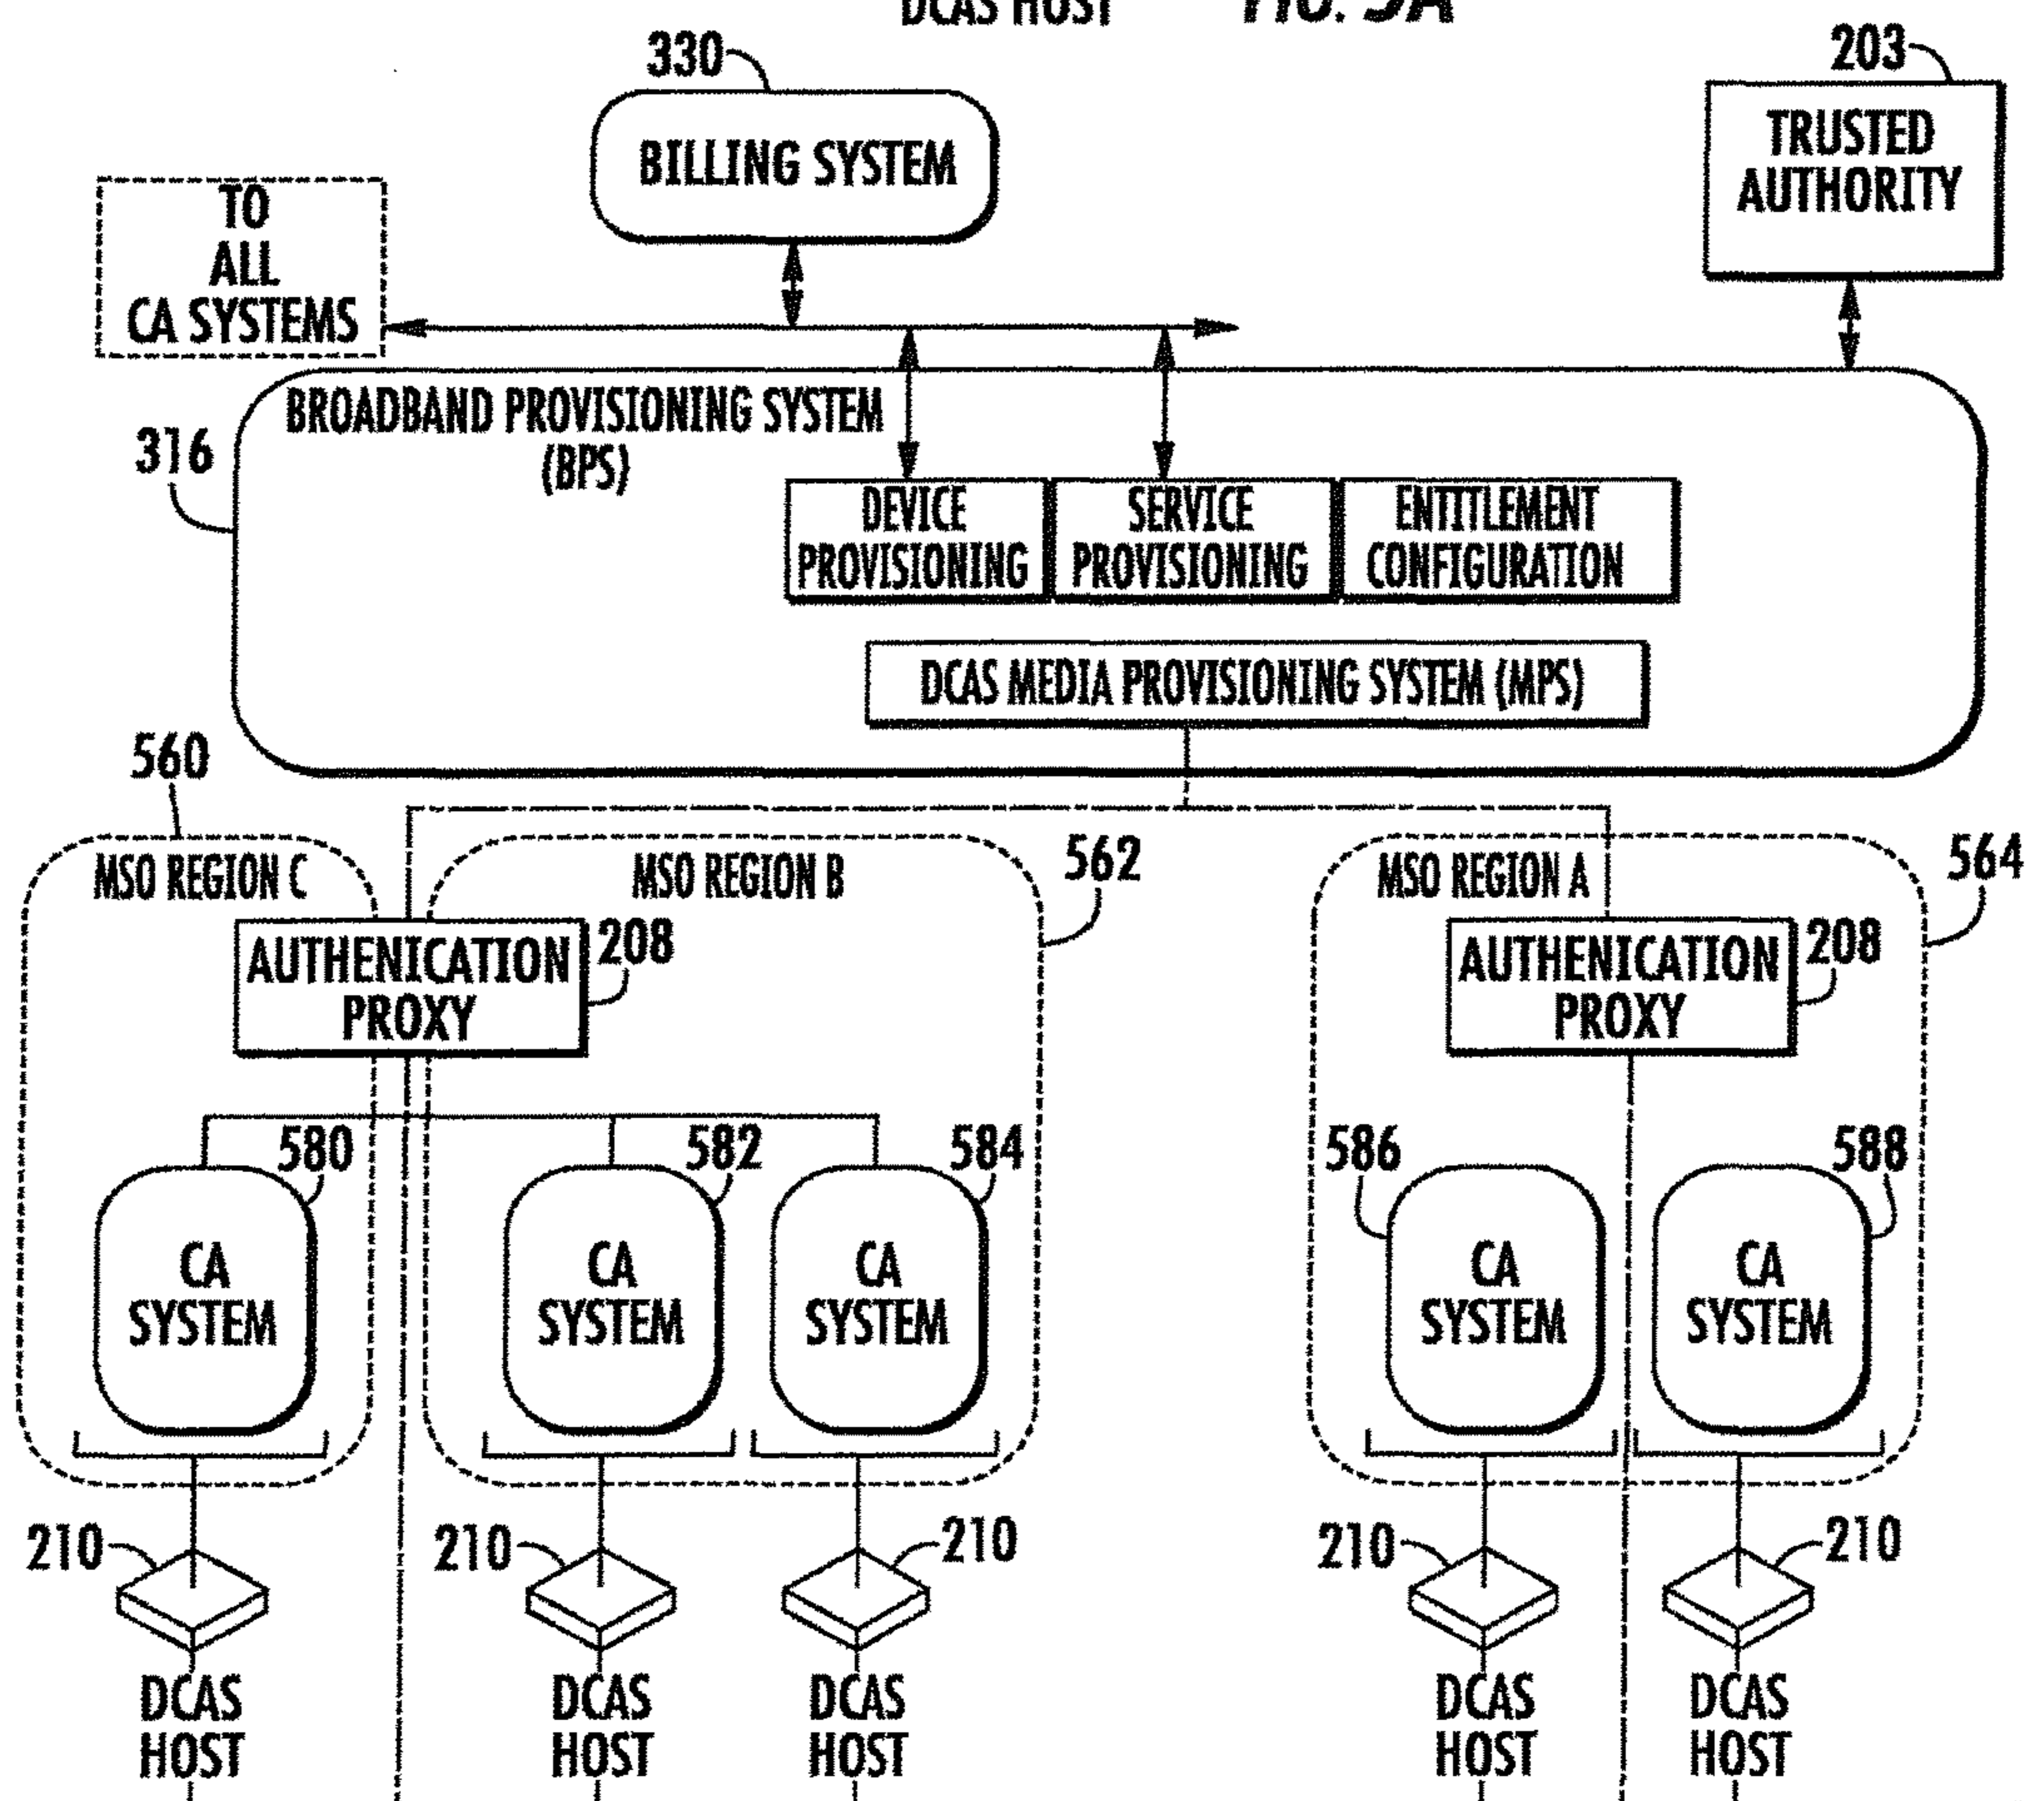 DCAS HOST FIG. 5A
330
203
BILLING SYSTEM
TRUSTED
AUTHORITY
TO
ALL
CA SYSTEMS
BROADBAND PROVISIONING SYSTEM
(BPS)
316
DEVICE
PROVISIONING
SERVICE
PROVISIONING
ENTITLEMENT
CONFIGURATION
DCAS MEDIA PROVISIONING SYSTEM (MPS)
560
562
564
MSO REGION C
MSO REGION B
MSO REGION A
AUTHENICATION
PROXY
208
AUTHENICATION
PROXY
208
580
582
584
586
588
CA
SYSTEM
CA
SYSTEM
CA
SYSTEM
CA
SYSTEM
CA
SYSTEM
210
210
210
210
210
DCAS
HOST
DCAS
HOST
DCAS
HOST
DCAS
HOST
DCAS
HOST